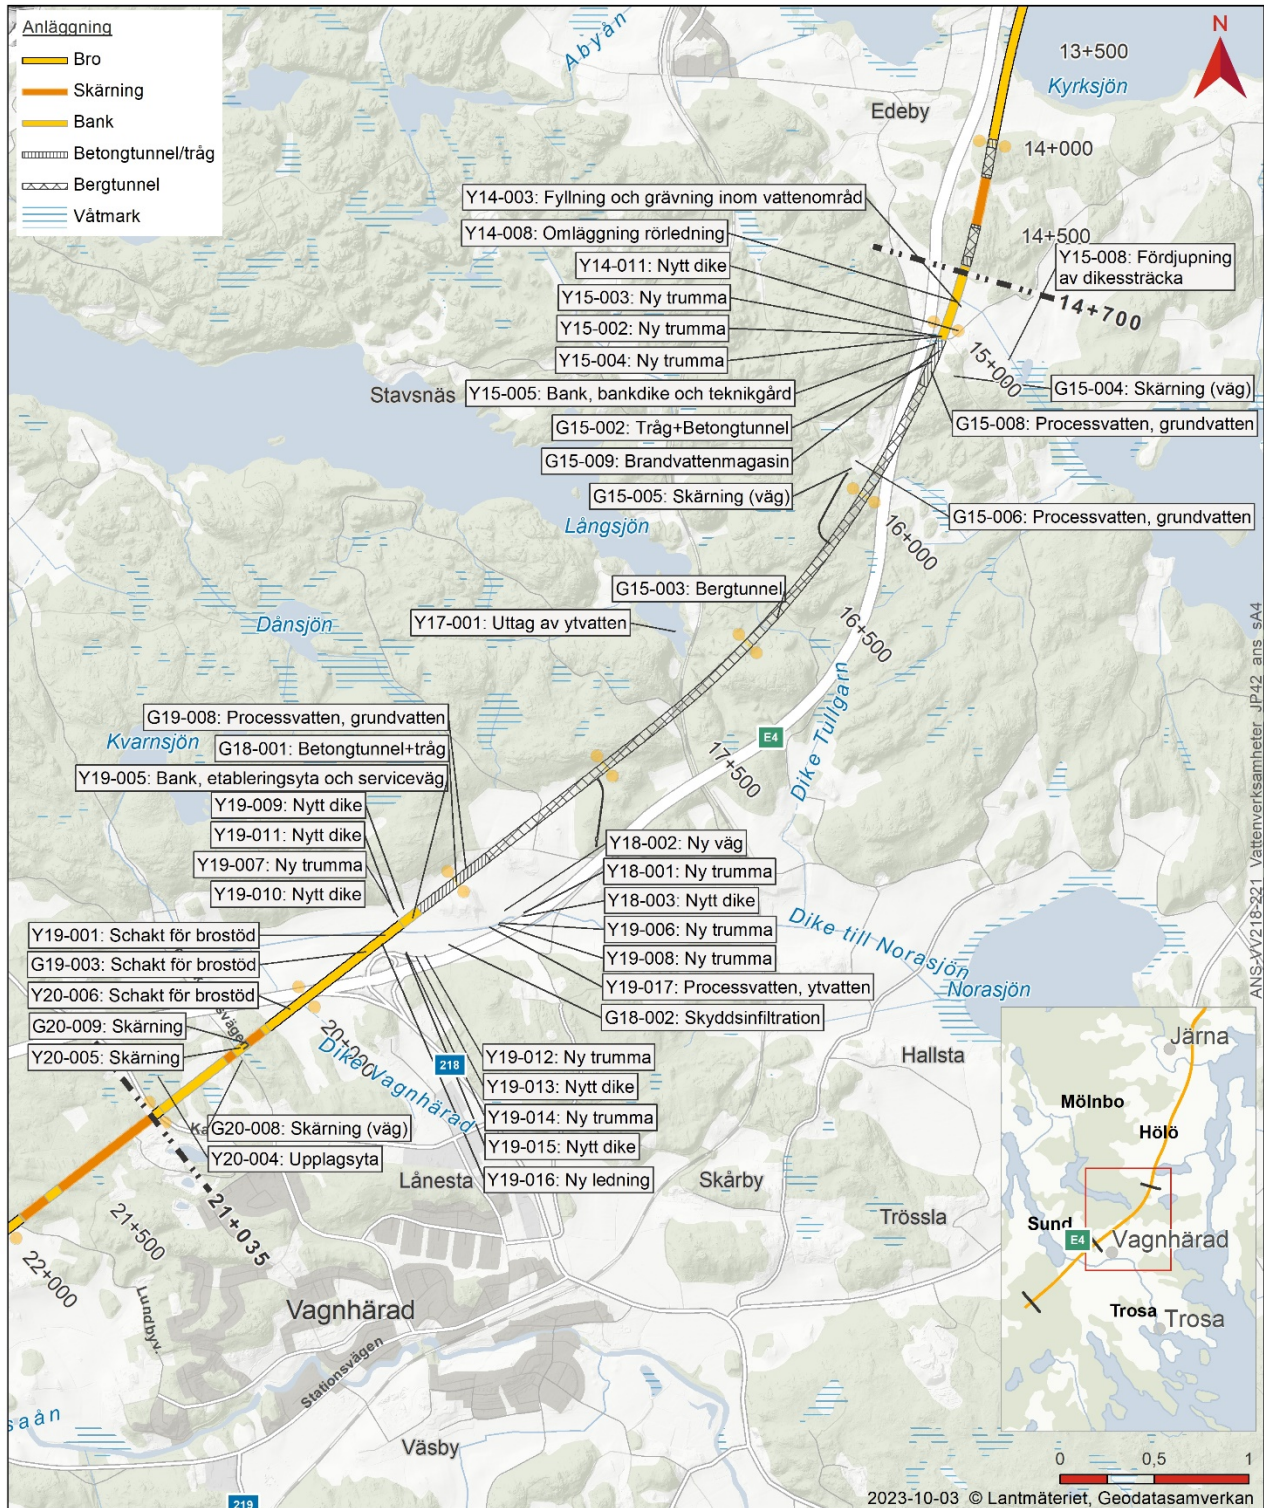 Anläggning
Bro
Skärning
Bank
Betongtunnel/tråg
Bergtunnel
Våtmark
N
Åbyån
13+500
Kyrksjön
Edeby
14+000
Y14-003: Fyllning och grävning inom vattenområd
14+500
Y14-008: Omläggning rörledning
Y15-008: Fördjupning
av dikessträcka
Y14-011: Nytt dike
Y15-003: Ny trumma
14+700
Y15-002: Ny trumma
Y15-004: Ny trumma
15+000
Stavsnäs
Y15-005: Bank, bankdike och teknikgård
G15-004: Skärning (väg)
G15-002: Tråg+Betongtunnel
G15-008: Processvatten, grundvatten
G15-009: Brandvattenmagasin
G15-005: Skärning (väg)
Långsjön
G15-006: Processvatten, grundvatten
16+000
G15-003: Bergtunnel
Dånsjön
Y17-001: Uttag av ytvatten
16+500
Dike Tullgarn
G19-008: Processvatten, grundvatten
Kvarnsjön
G18-001: Betongtunnel+tråg
E4
17+500
Y19-005: Bank, etableringsyta och serviceväg
Y19-009: Nytt dike
Y19-011: Nytt dike
Y18-002: Ny väg
Y19-007: Ny trumma
Y18-001: Ny trumma
Y19-010: Nytt dike
Y18-003: Nytt dike
Dike till Norasjön
Y19-001: Schakt för brostöd
Y19-006: Ny trumma
G19-003: Schakt för brostöd
Y19-008: Ny trumma
Y20-006: Schakt för brostöd
Y19-017: Processvatten, ytvatten
Norasjön
G20-009: Skärning
G18-002: Skyddsinfiltration
Y20-005: Skärning
20+000
Dike Vagnhärad
218
Y19-012: Ny trumma
Hallsta
Y19-013: Nytt dike
Y19-014: Ny trumma
G20-008: Skärning (väg)
Y19-015: Nytt dike
Y20-004: Upplagsyta
Y19-016: Ny ledning
Lånesta
Skårby
21+035
21+500
Trössla
22+000
Lundbyv.
Vagnhärad
Stationsvägen
Väsby
219
Järna
Mölnbo
Hölö
Sund
E4
Vagnhärad
Trosa
Trosa
0
0,5
1
2023-10-03 © Lantmäteriet, Geodatasamverkan
ANS-VV218-221 Vattenverksamheter JP42 ans sA4